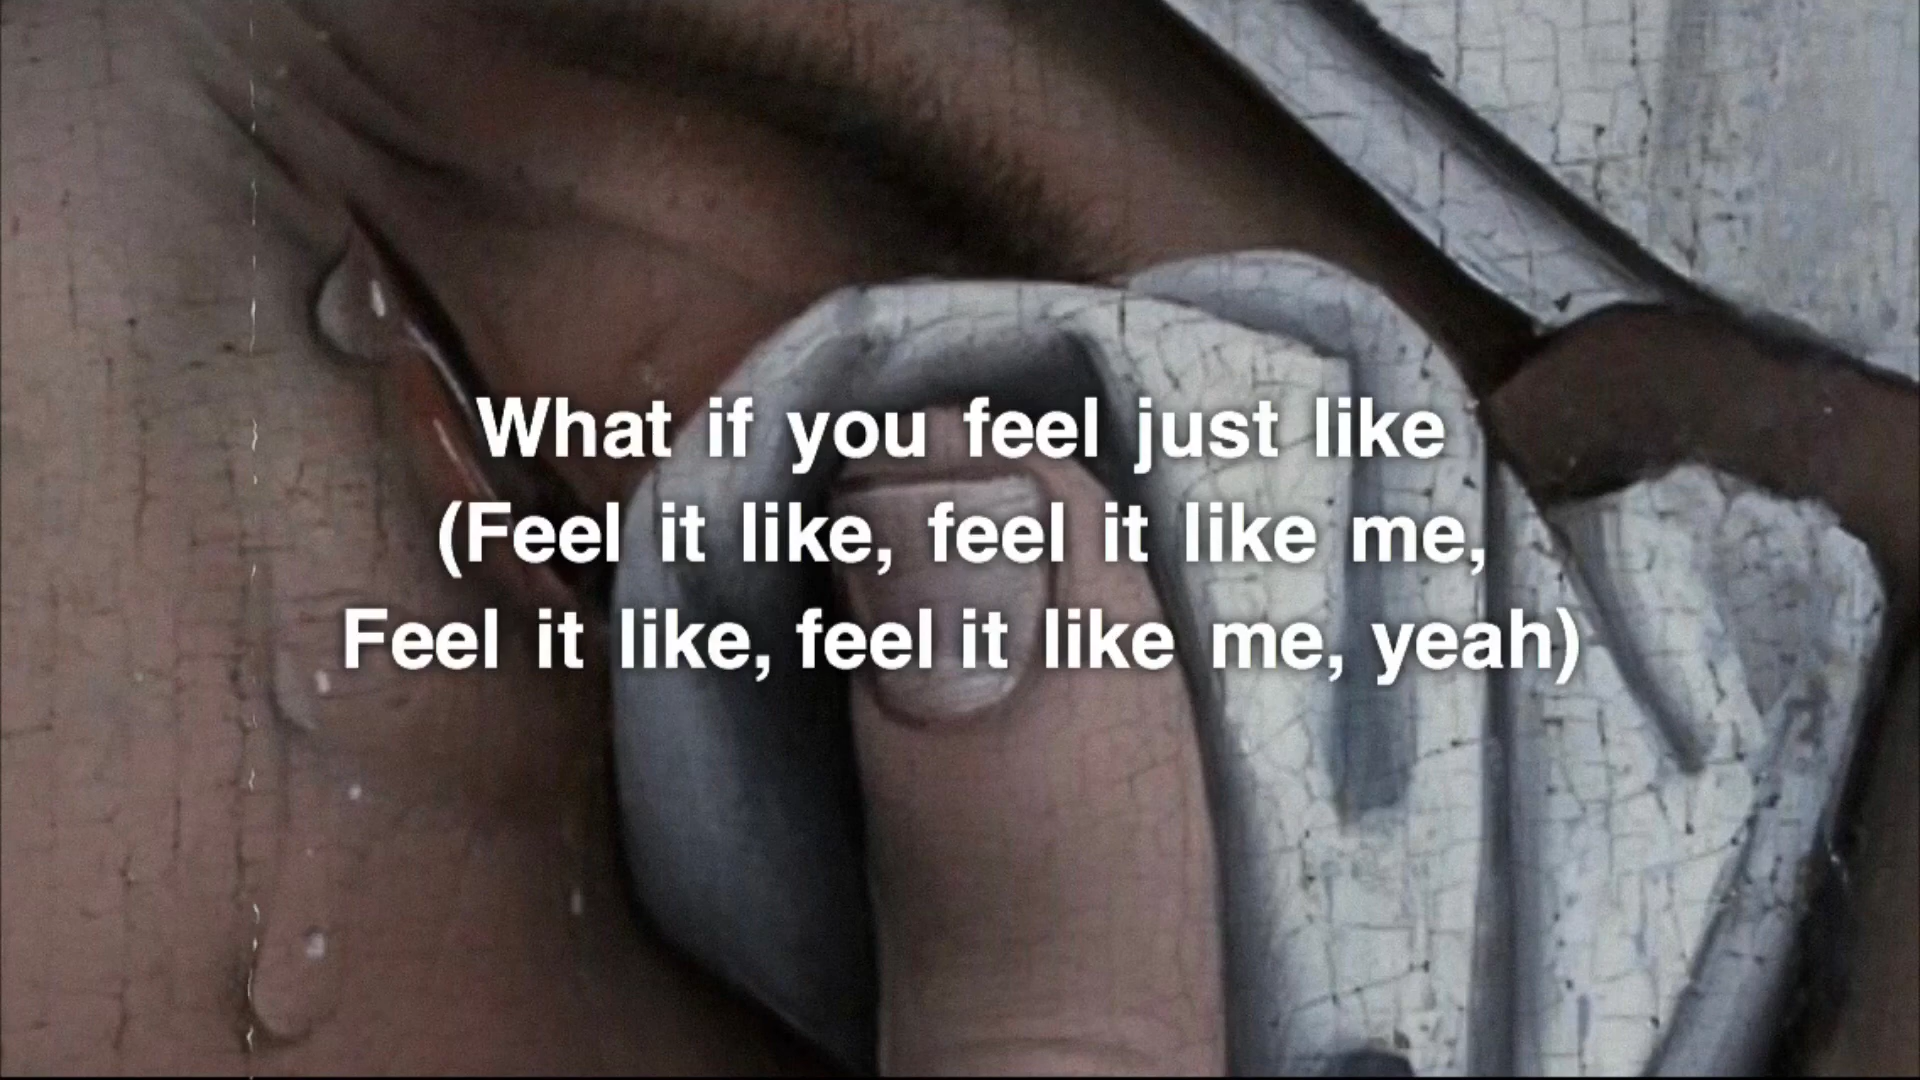 What if you feel just like
(Feel it like, feel it like me,
Feel it like, feel it like me, yeah)